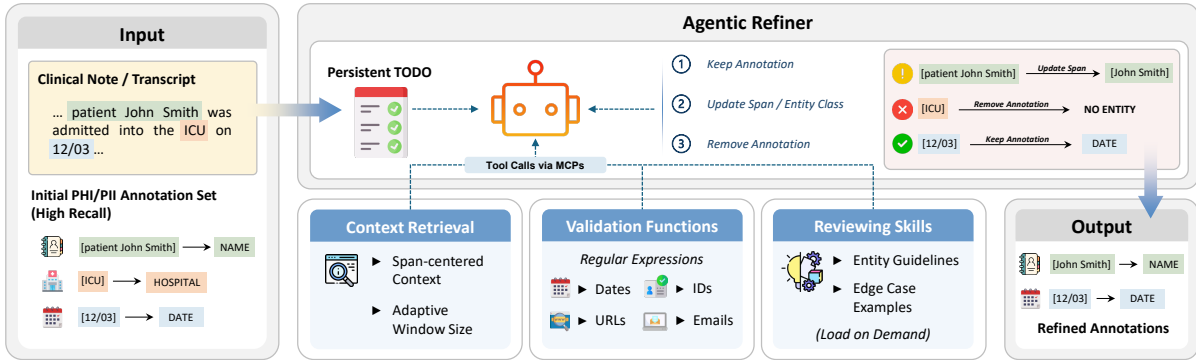 Input
Clinical Note / Transcript
... patient John Smith was
admitted into the ICU on
12/03 ...
Initial PHI/PII Annotation Set
(High Recall)
[patient John Smith] NAME
[ICU] HOSPITAL
[12/03] DATE
Agentic Refiner
Persistent TODO
1 Keep Annotation
2 Update Span / Entity Class
3 Remove Annotation
[patient John Smith] Update Span [John Smith]
[ICU] Remove Annotation NO ENTITY
[12/03] Keep Annotation DATE
Tool Calls via MCPs
Context Retrieval
► Span-centered
Context
► Adaptive
Window Size
Validation Functions
Regular Expressions
► Dates ► IDs
► URLs ► Emails
Reviewing Skills
► Entity Guidelines
► Edge Case
Examples
(Load on Demand)
Output
[John Smith] NAME
[12/03] DATE
Refined Annotations